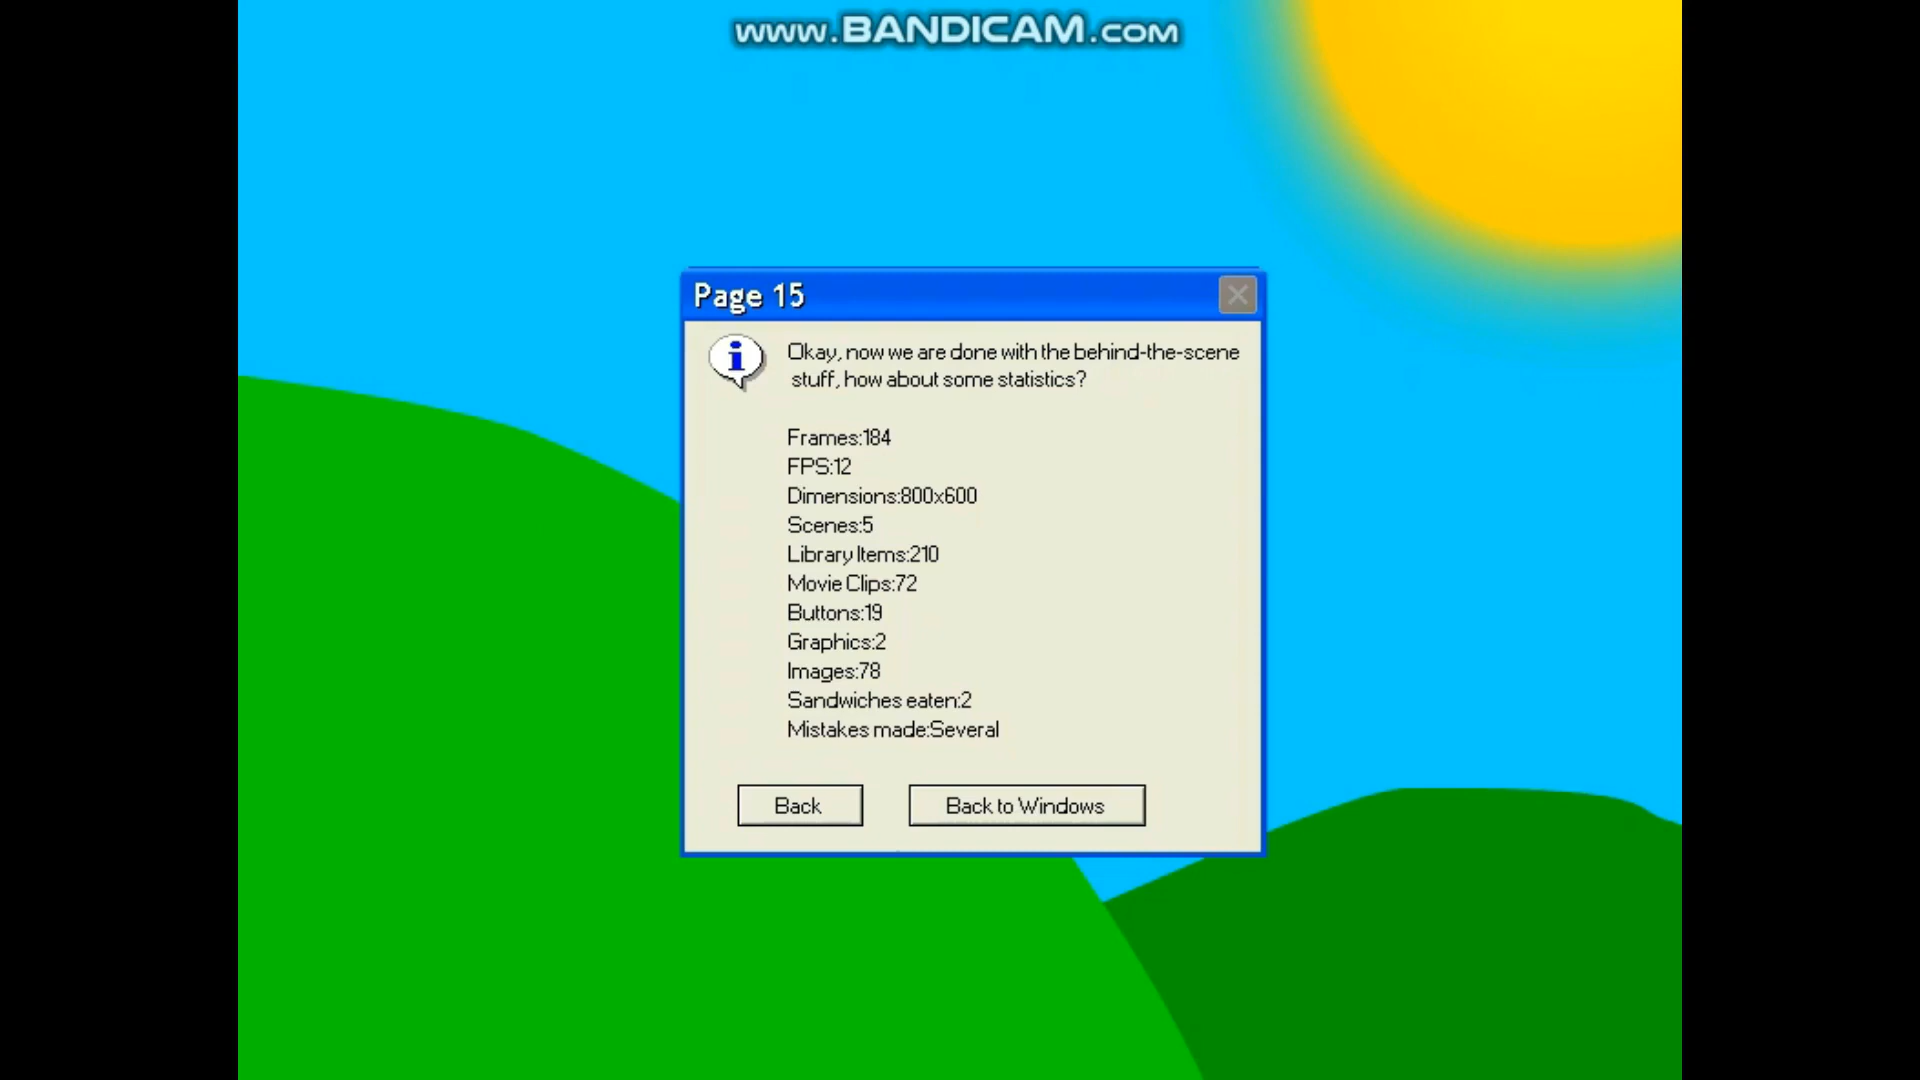 www.BANDICAM.COM
Page 15
Okay, now we are done with the behind-the-scene
stuff, how about some statistics?
Frames:184
FPS:12
Dimensions:800x600
Scenes:5
Library Items:210
Movie Clips:72
Buttons:19
Graphics:2
Images:78
Sandwiches eaten:2
Mistakes made:Several
Back
Back to Windows